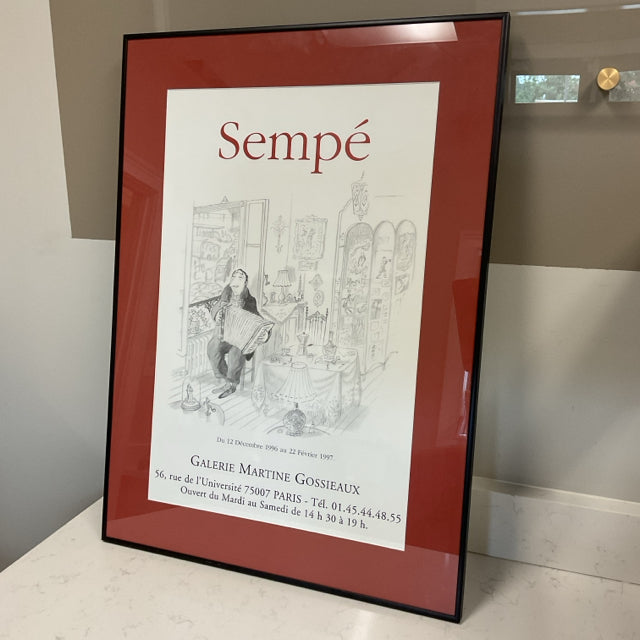 Sempé
Du 12 Décembre 1996 au 22 Février 1997
GALERIE MARTINE GOSSIEAUX
56, rue de l'Université 75007 PARIS - Tél. 01.45.44.48.55
Ouvert du Mardi au Samedi de 14 h 30 à 19 h.